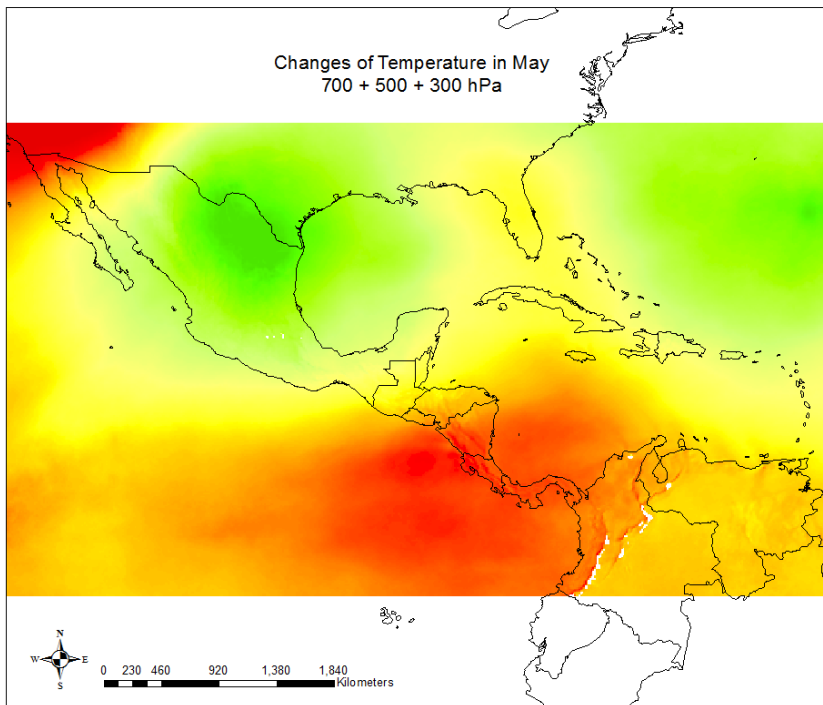 Changes of Temperature in May
700 + 500 + 300 hPa
N
W E
S
0 230 460 920 1,380 1,840
Kilometers